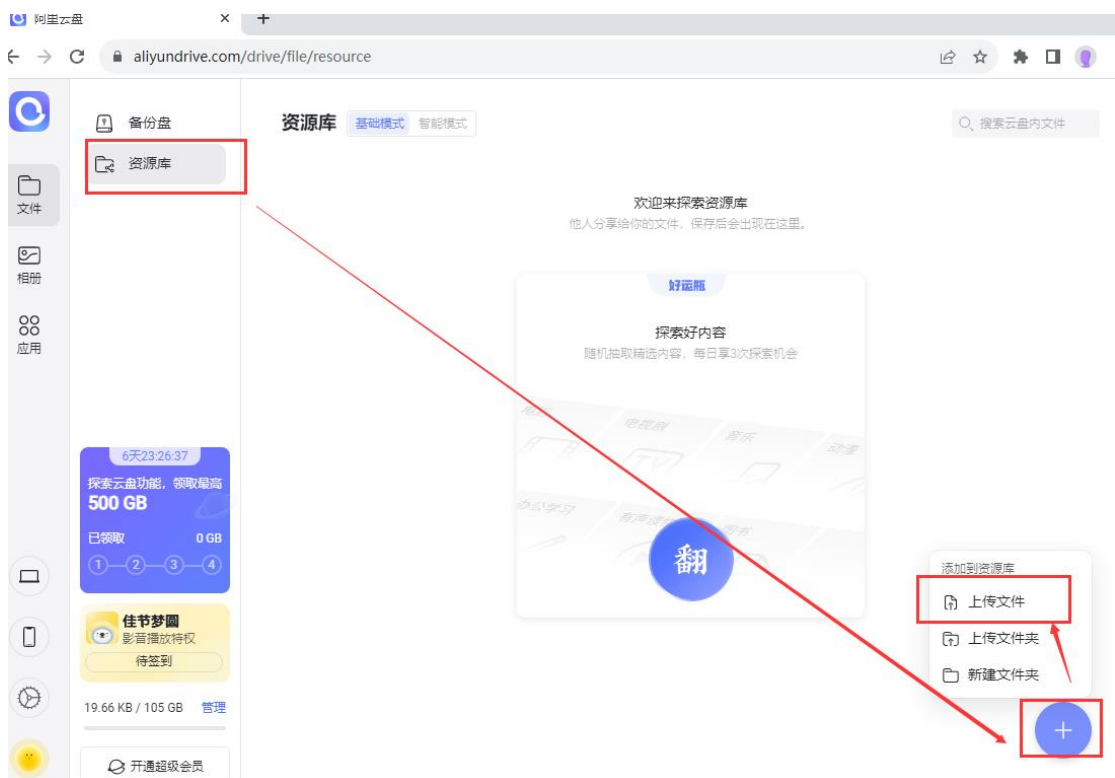 阿里云盘
aliyundrive.com/drive/file/resource
备份盘
资源库
资源库 基础模式 智能模式
搜索云盘内文件
文件
相册
应用
欢迎来探索资源库
他人分享给你的文件，保存后会出现在这里。
好运瓶
探索好内容
随机抽取精选内容，每日享3次探索机会
电视剧
音乐
动漫
办公学习
图书
翻
6天23:26:37
探索云盘功能，领取最高
500 GB
已领取 0 GB
1 2 3 4
佳节梦圆
影音播放特权
待签到
19.66 KB / 105 GB 管理
开通超级会员
添加到资源库
上传文件
上传文件夹
新建文件夹